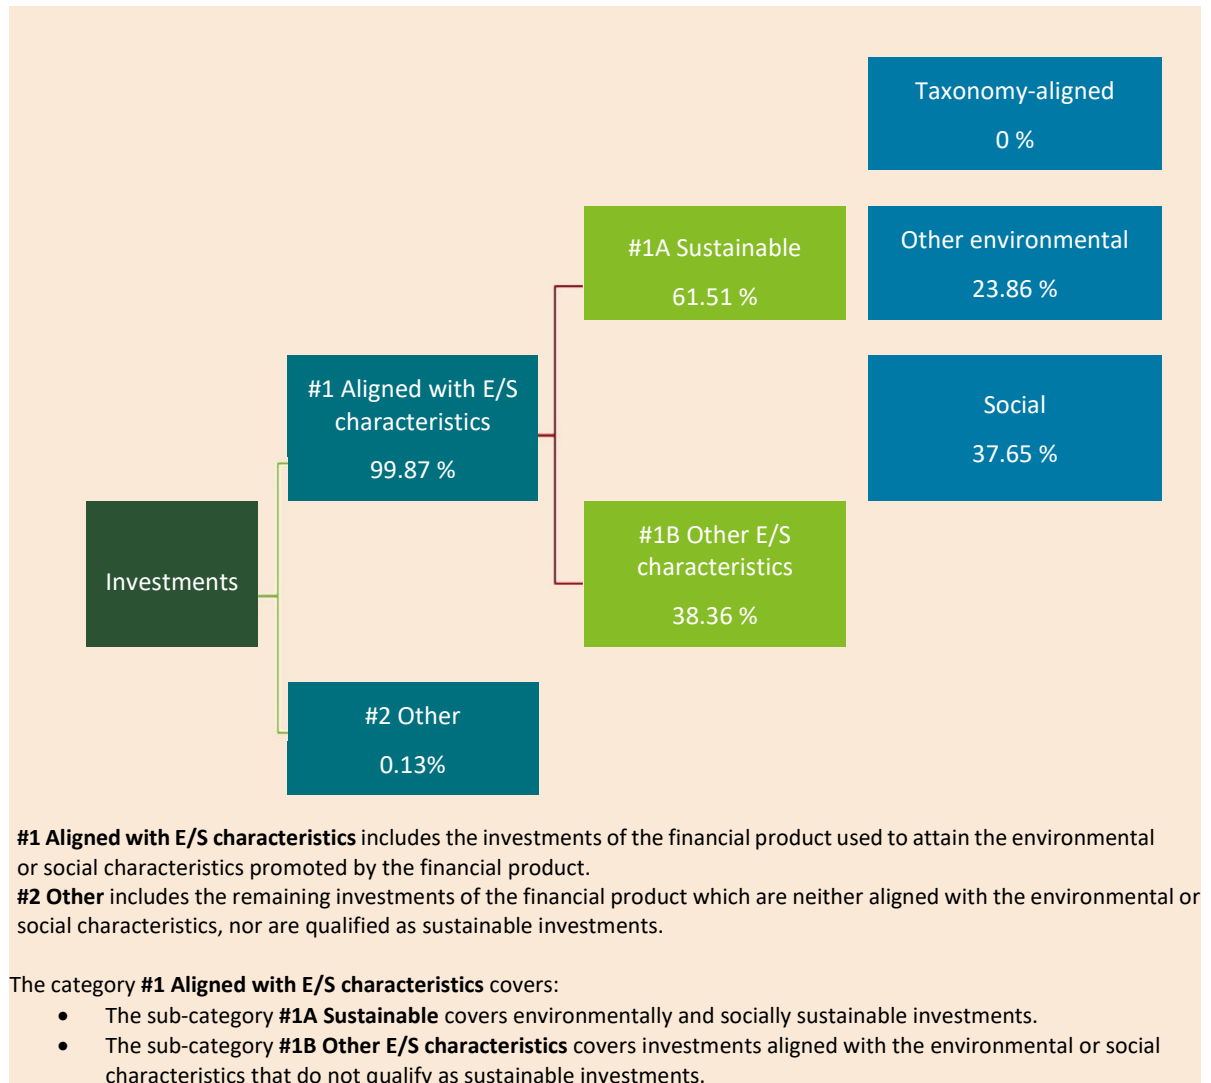 Taxonomy-aligned
0 %
#1A Sustainable
61.51 %
Other environmental
23.86 %
#1 Aligned with E/S
characteristics
99.87 %
Social
37.65 %
Investments
#1B Other E/S
characteristics
38.36 %
#2 Other
0.13%
#1 Aligned with E/S characteristics includes the investments of the financial product used to attain the environmental
or social characteristics promoted by the financial product.
#2 Other includes the remaining investments of the financial product which are neither aligned with the environmental or
social characteristics, nor are qualified as sustainable investments.
The category #1 Aligned with E/S characteristics covers:
• The sub-category #1A Sustainable covers environmentally and socially sustainable investments.
• The sub-category #1B Other E/S characteristics covers investments aligned with the environmental or social
characteristics that do not qualify as sustainable investments.